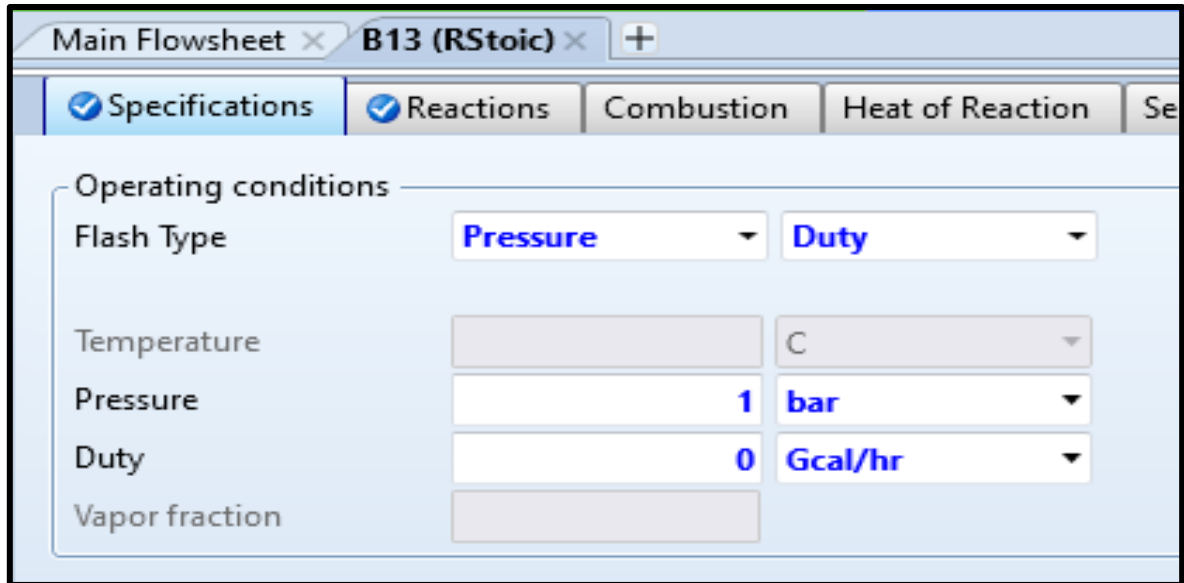 Main Flowsheet × B13 (RStoic) × +
Specifications Reactions Combustion Heat of Reaction Se
Operating conditions
Flash Type Pressure Duty
Temperature C
Pressure 1 bar
Duty 0 Gcal/hr
Vapor fraction